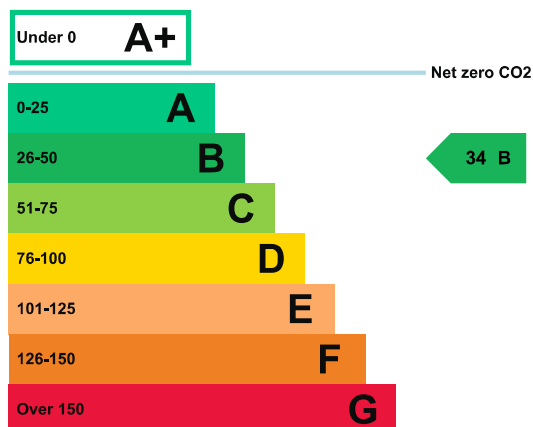 Under 0 A+
Net zero CO2
0-25 A
26-50 B
34 B
51-75 C
76-100 D
101-125 E
126-150 F
Over 150 G